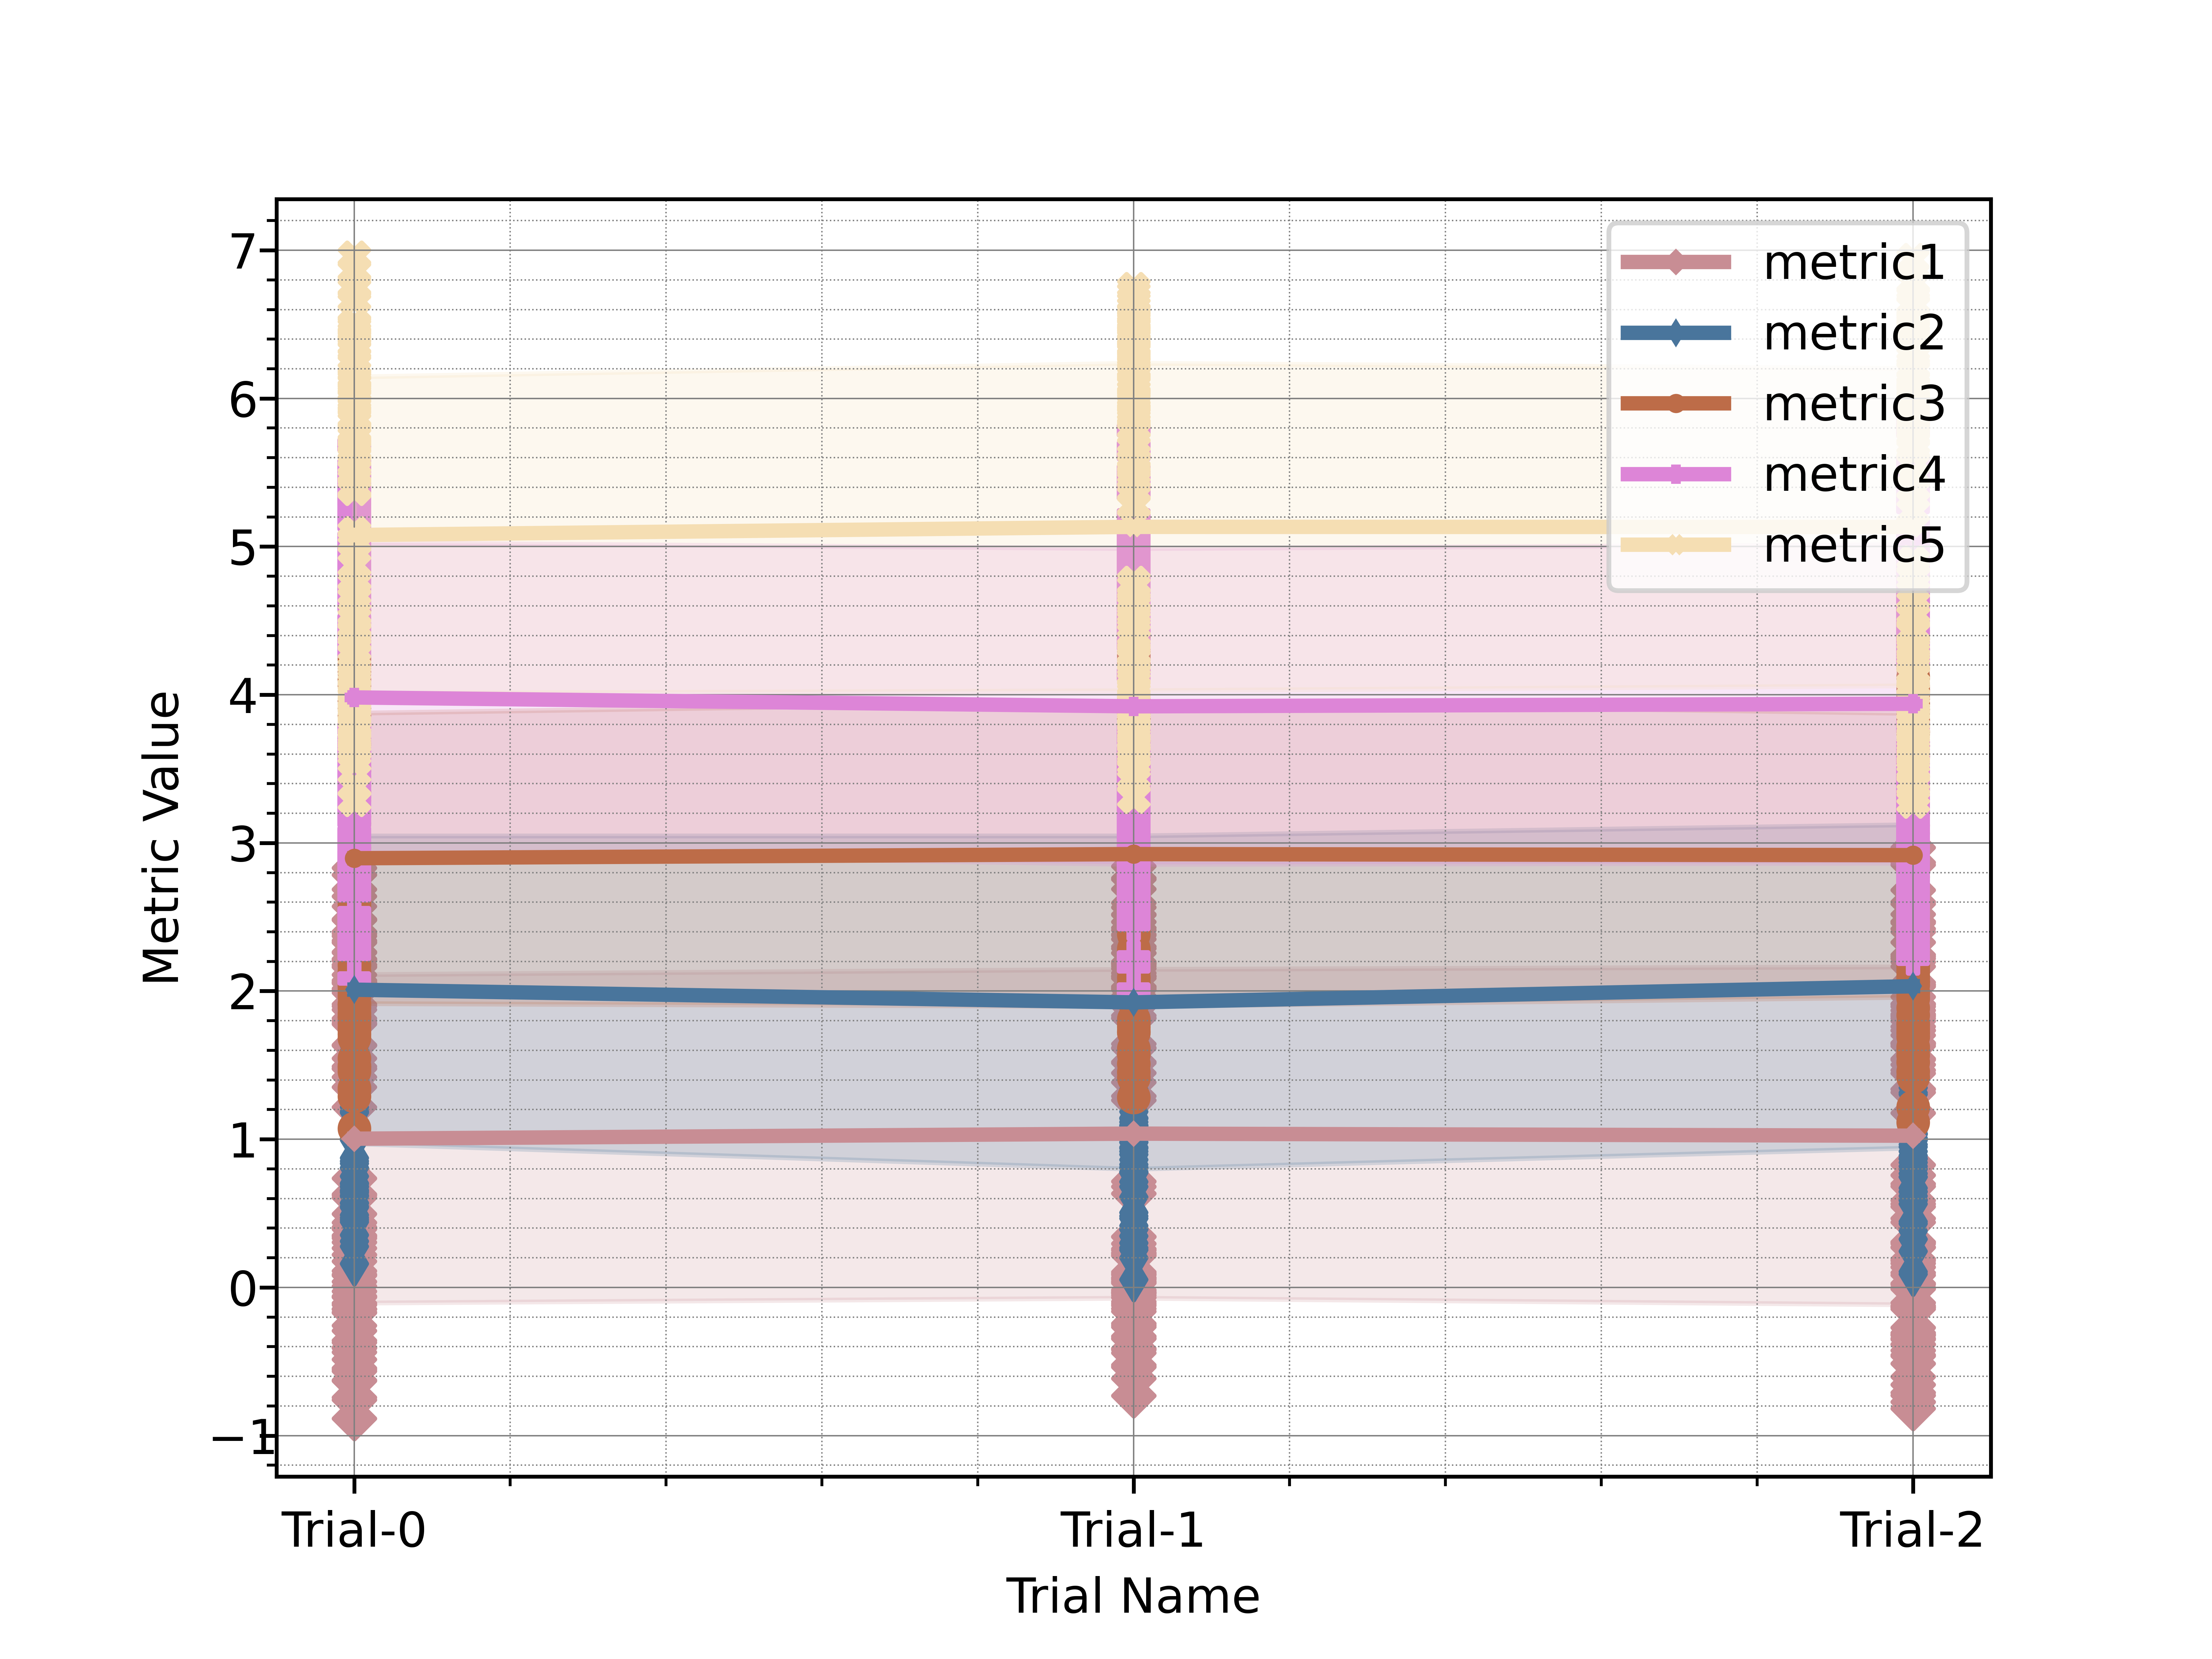 7
6
5
4
3
2
1
0
−1
Metric Value
metric1
metric2
metric3
metric4
metric5
Trial-0
Trial-1
Trial-2
Trial Name